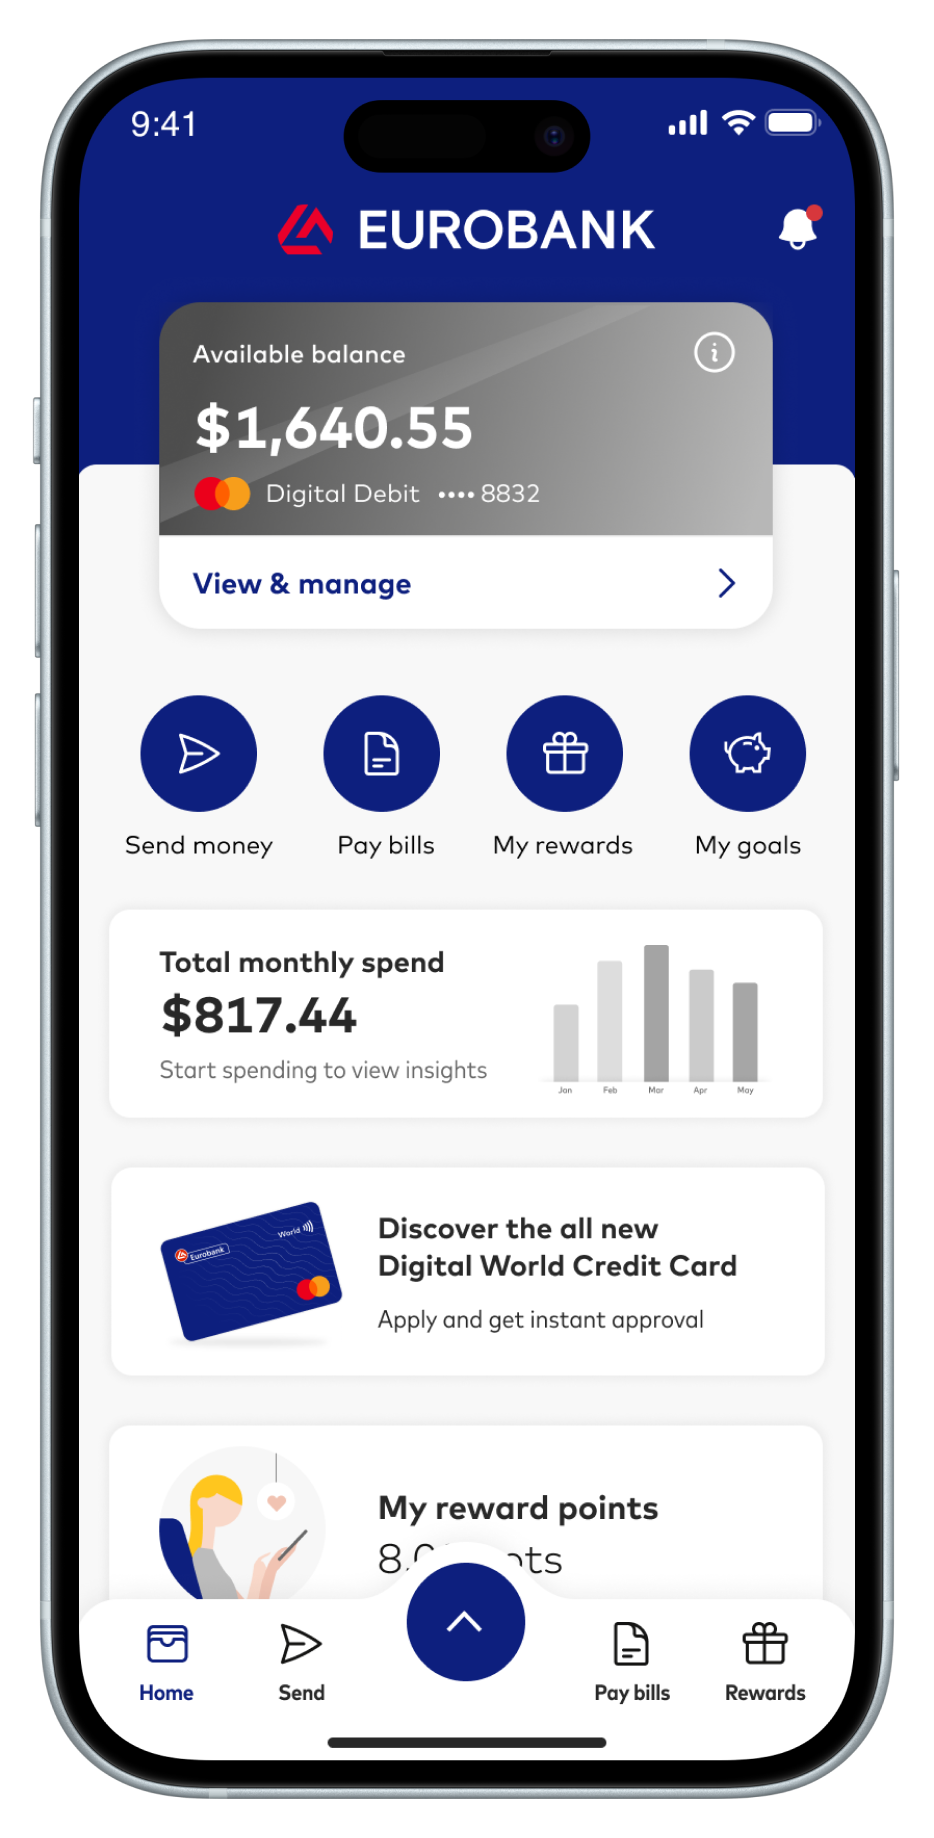 9:41
EUROBANK
Available balance
$1,640.55
Digital Debit •••• 8832
View & manage
Send money
Pay bills
My rewards
My goals
Total monthly spend
$817.44
Start spending to view insights
Jan
Feb
Mar
Apr
May
Eurobank
World
Discover the all new
Digital World Credit Card
Apply and get instant approval
My reward points
Home
Send
Pay bills
Rewards